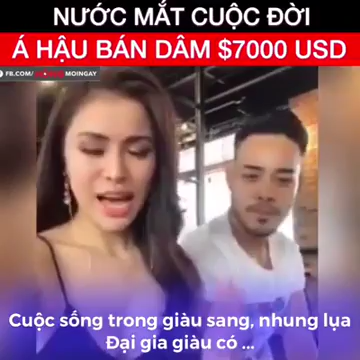 NƯỚC MẮT CUỘC ĐỜI
Á HẬU BÁN DÂM $7000 USD
FB.COM/
MOINGAY
Cuộc sống trong giàu sang, nhung lụa
Đại gia giàu có ...